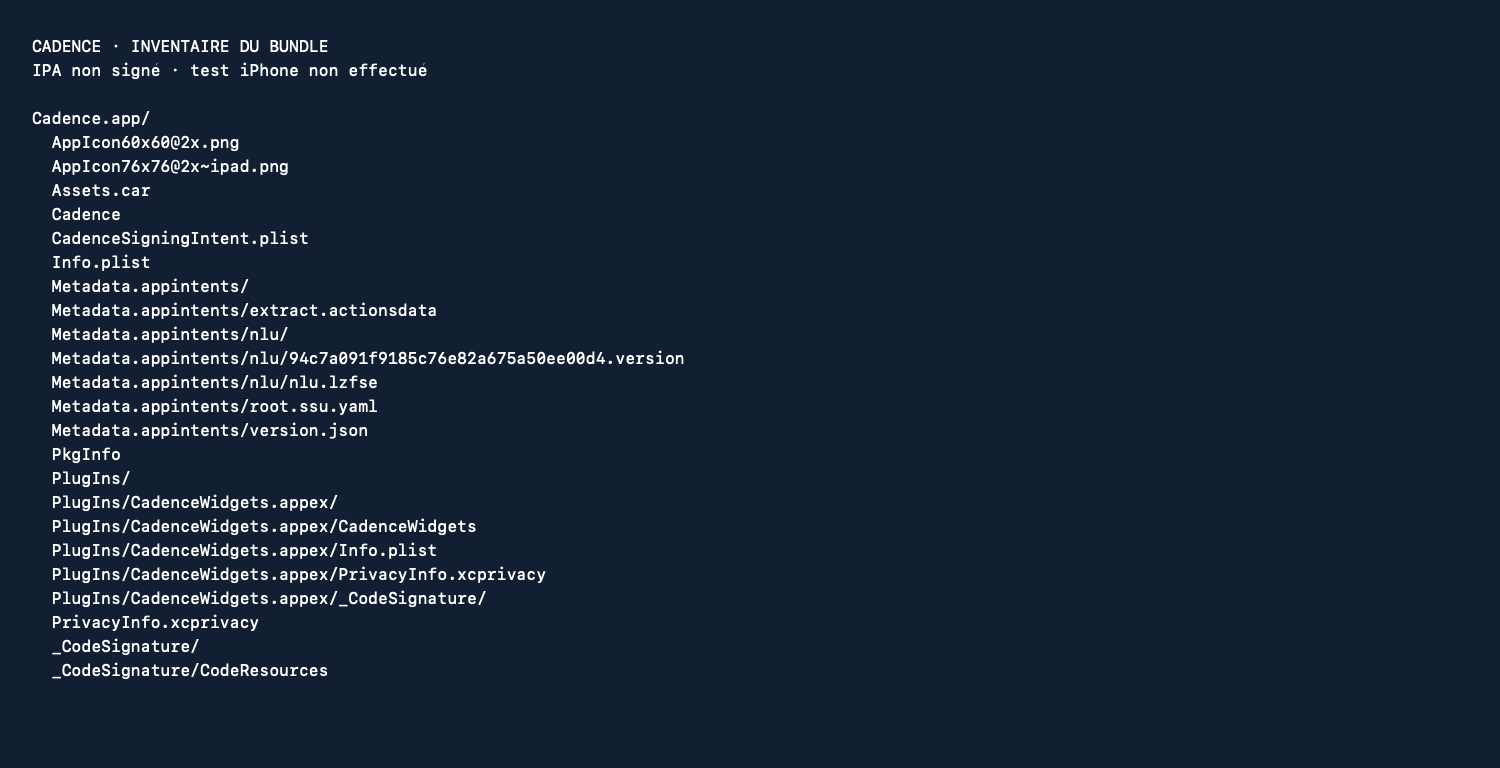 CADENCE · INVENTAIRE DU BUNDLE
IPA non signé · test iPhone non effectué
Cadence.app/
AppIcon60x60@2x.png
AppIcon76x76@2x~ipad.png
Assets.car
Cadence
CadenceSigningIntent.plist
Info.plist
Metadata.appintents/
Metadata.appintents/extract.actionsdata
Metadata.appintents/nlu/
Metadata.appintents/nlu/94c7a091f9185c76e82a675a50ee00d4.version
Metadata.appintents/nlu/nlu.lzfse
Metadata.appintents/root.ssu.yaml
Metadata.appintents/version.json
PkgInfo
PlugIns/
PlugIns/CadenceWidgets.appex/
PlugIns/CadenceWidgets.appex/CadenceWidgets
PlugIns/CadenceWidgets.appex/Info.plist
PlugIns/CadenceWidgets.appex/PrivacyInfo.xcprivacy
PlugIns/CadenceWidgets.appex/_CodeSignature/
PrivacyInfo.xcprivacy
_CodeSignature/
_CodeSignature/CodeResources